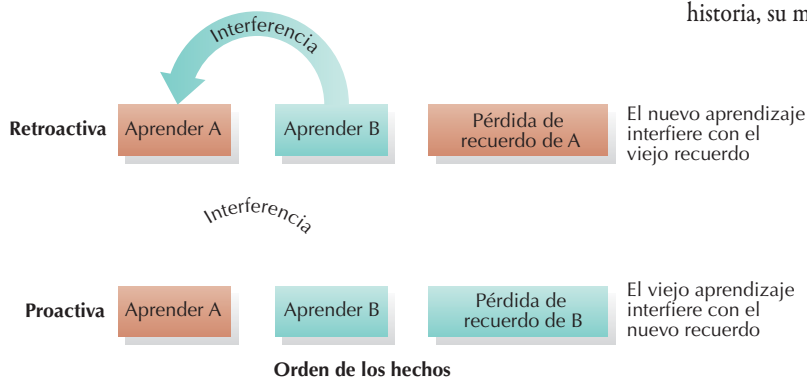 historia, su m
Interferencia
Retroactiva
Aprender A
Aprender B
Pérdida de
recuerdo de A
El nuevo aprendizaje
interfiere con el
viejo recuerdo
Interferencia
Proactiva
Aprender A
Aprender B
Pérdida de
recuerdo de B
El viejo aprendizaje
interfiere con el
nuevo recuerdo
Orden de los hechos